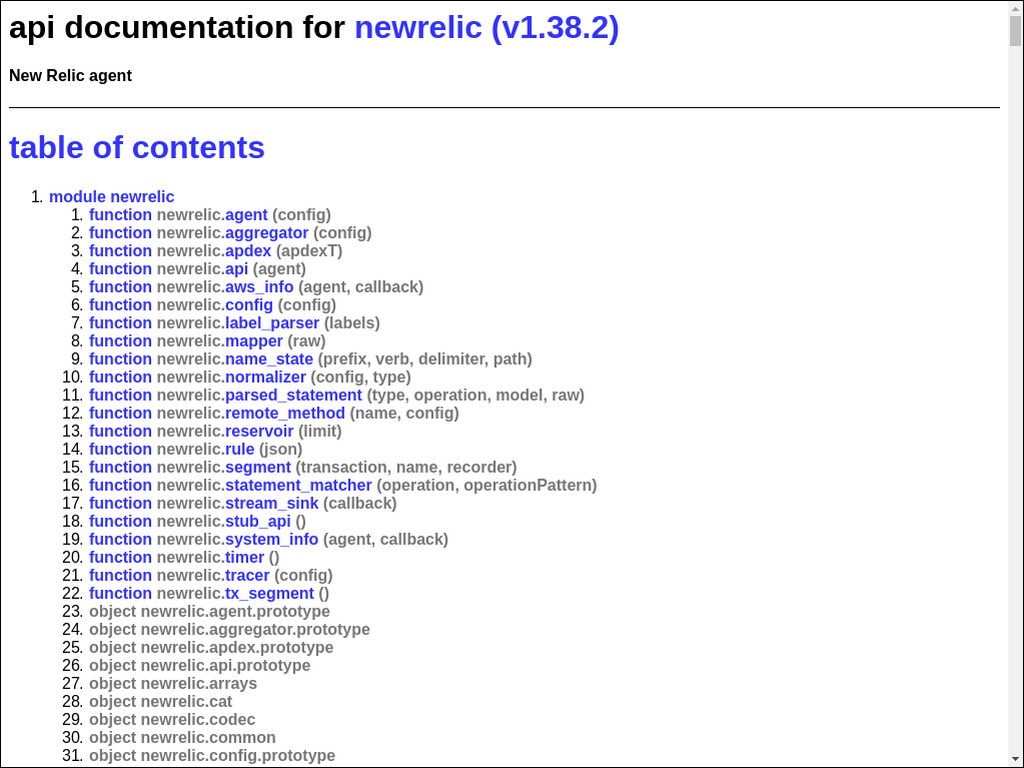 api documentation for newrelic (v1.38.2)
New Relic agent
table of contents
1. module newrelic
1. function newrelic.agent (config)
2. function newrelic.aggregator (config)
3. function newrelic.apdex (apdexT)
4. function newrelic.api (agent)
5. function newrelic.aws_info (agent, callback)
6. function newrelic.config (config)
7. function newrelic.label_parser (labels)
8. function newrelic.mapper (raw)
9. function newrelic.name_state (prefix, verb, delimiter, path)
10. function newrelic.normalizer (config, type)
11. function newrelic.parsed_statement (type, operation, model, raw)
12. function newrelic.remote_method (name, config)
13. function newrelic.reservoir (limit)
14. function newrelic.rule (json)
15. function newrelic.segment (transaction, name, recorder)
16. function newrelic.statement_matcher (operation, operationPattern)
17. function newrelic.stream_sink (callback)
18. function newrelic.stub_api ()
19. function newrelic.system_info (agent, callback)
20. function newrelic.timer ()
21. function newrelic.tracer (config)
22. function newrelic.tx_segment ()
23. object newrelic.agent.prototype
24. object newrelic.aggregator.prototype
25. object newrelic.apdex.prototype
26. object newrelic.api.prototype
27. object newrelic.arrays
28. object newrelic.cat
29. object newrelic.codec
30. object newrelic.common
31. object newrelic.config.prototype